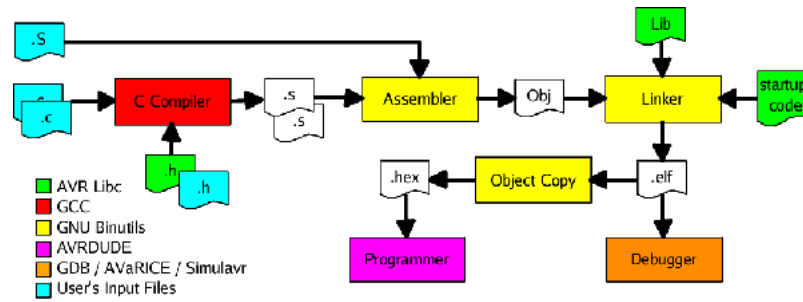 .S
Lib
.c
.c
C Compiler
.s
.s
Assembler
Obj
Linker
startup
code
.h
.h
.hex
Object Copy
.elf
Programmer
Debugger
AVR Libc
GCC
GNU Binutils
AVRDUDE
GDB / AVaRICE / Simulavr
User's Input Files